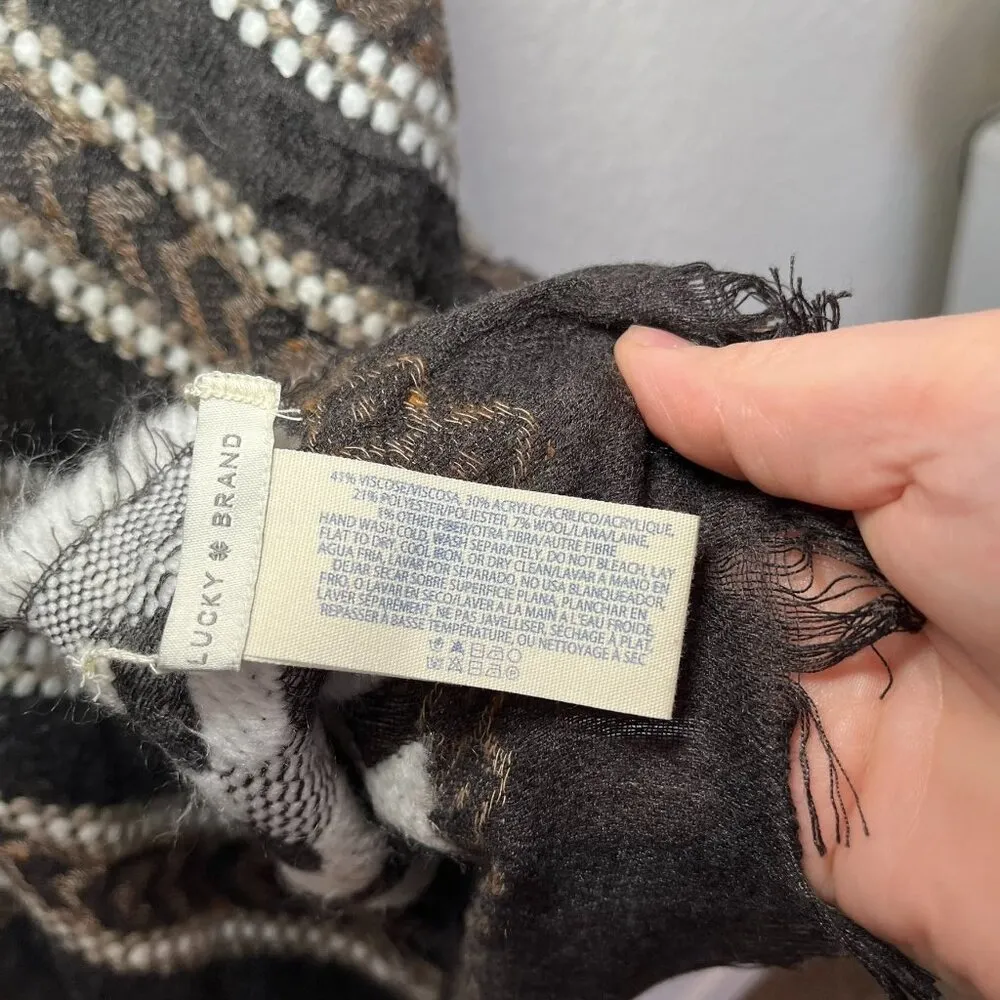 LUCKY BRAND
41% VISCOSE/VISCOSA, 30% ACRYLIC/ACRILICO/ACRYLIQUE,
21% POLYESTER/POLIESTER, 7% WOOL/LANA/LAINE,
1% OTHER FIBER/OTRA FIBRA/AUTRE FIBRE
HAND WASH COLD, WASH SEPARATELY, DO NOT BLEACH, LAY
FLAT TO DRY, COOL IRON, OR DRY CLEAN/LAVAR A MANO EN
AGUA FRIA, LAVAR POR SEPARADO, NO USA BLANQUEADOR,
DEJAR SECAR SOBRE SUPERFICIE PLANA, PLANCHAR EN
FRIO, O LAVAR EN SECO/LAVER A LA MAIN A L'EAU FROIDE,
LAVER SEPAREMENT, NE PAS JAVELLISER, SÉCHAGE À PLAT,
REPASSER À BASSE TEMPÉRATURE, OU NETTOYAGE À SEC